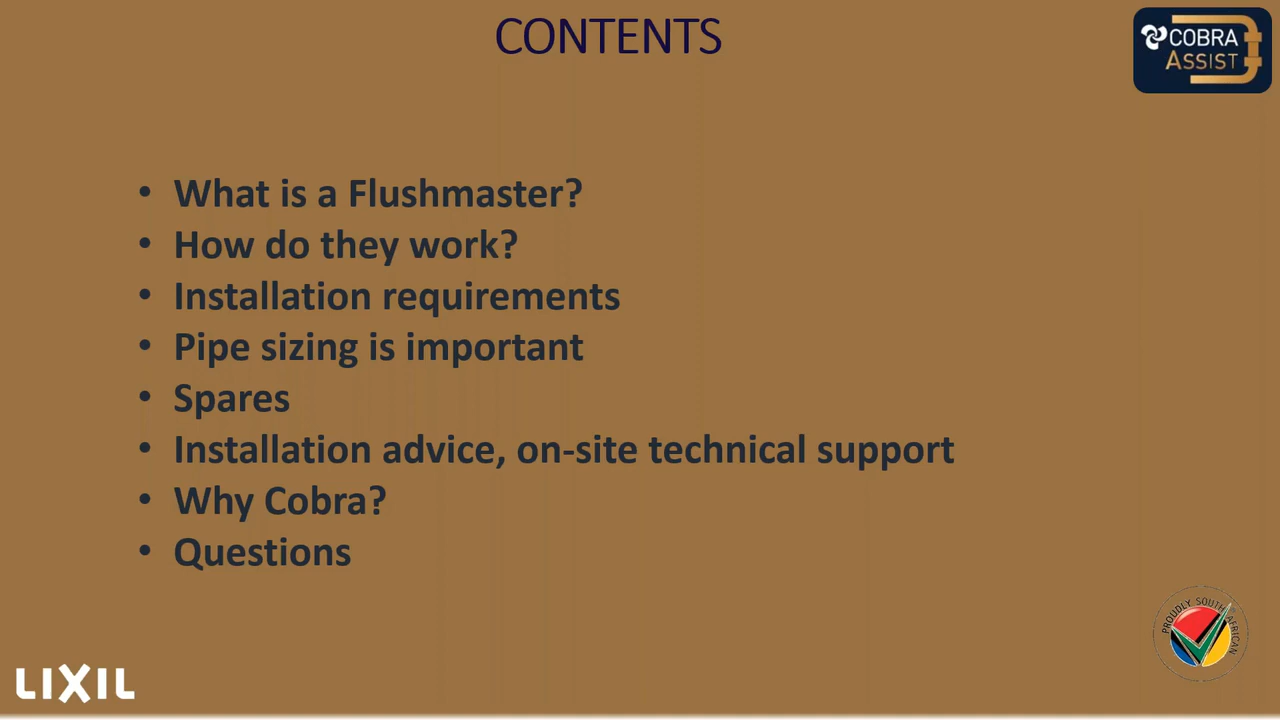 CONTENTS
COBRA
ASSIST
• What is a Flushmaster?
• How do they work?
• Installation requirements
• Pipe sizing is important
• Spares
• Installation advice, on-site technical support
• Why Cobra?
• Questions
PROUDLY SOUTH AFRICAN
LIXIL